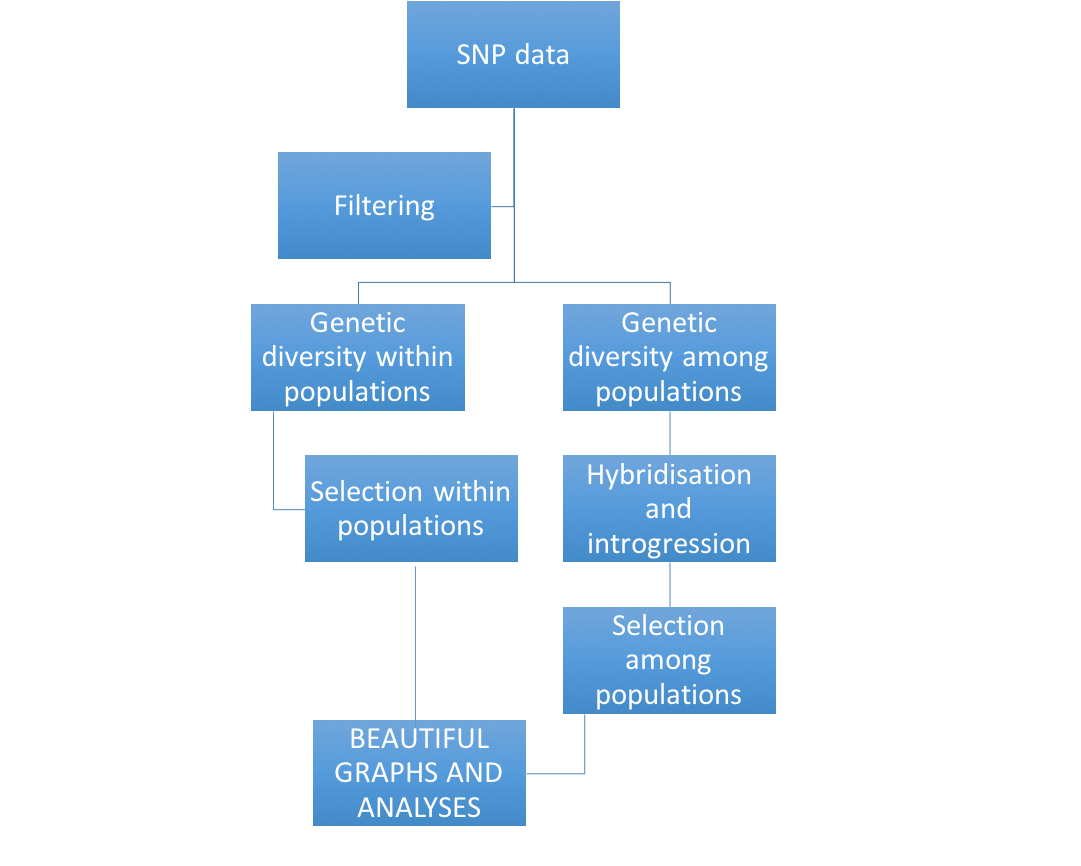 SNP data
Filtering
Genetic
diversity within
populations
Genetic
diversity among
populations
Selection within
populations
Hybridisation
and
introgression
Selection
among
populations
BEAUTIFUL
GRAPHS AND
ANALYSES